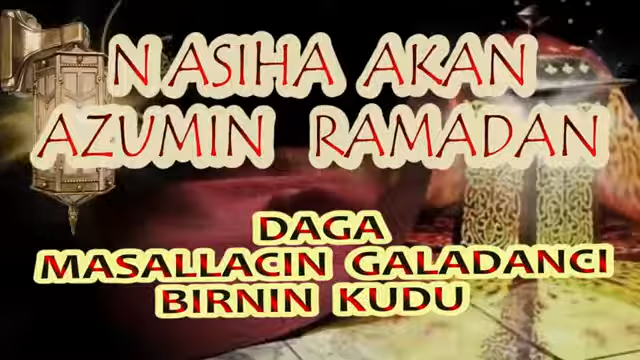 NASIHA AKAN
AZUMIN RAMADAN
DAGA
MASALLACIN GALADANCI
BIRNIN KUDU